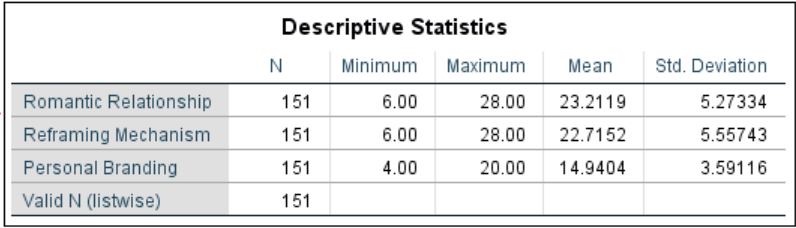 Descriptive Statistics
N Minimum Maximum Mean Std. Deviation
Romantic Relationship 151 6.00 28.00 23.2119 5.27334
Reframing Mechanism 151 6.00 28.00 22.7152 5.55743
Personal Branding 151 4.00 20.00 14.9404 3.59116
Valid N (listwise) 151